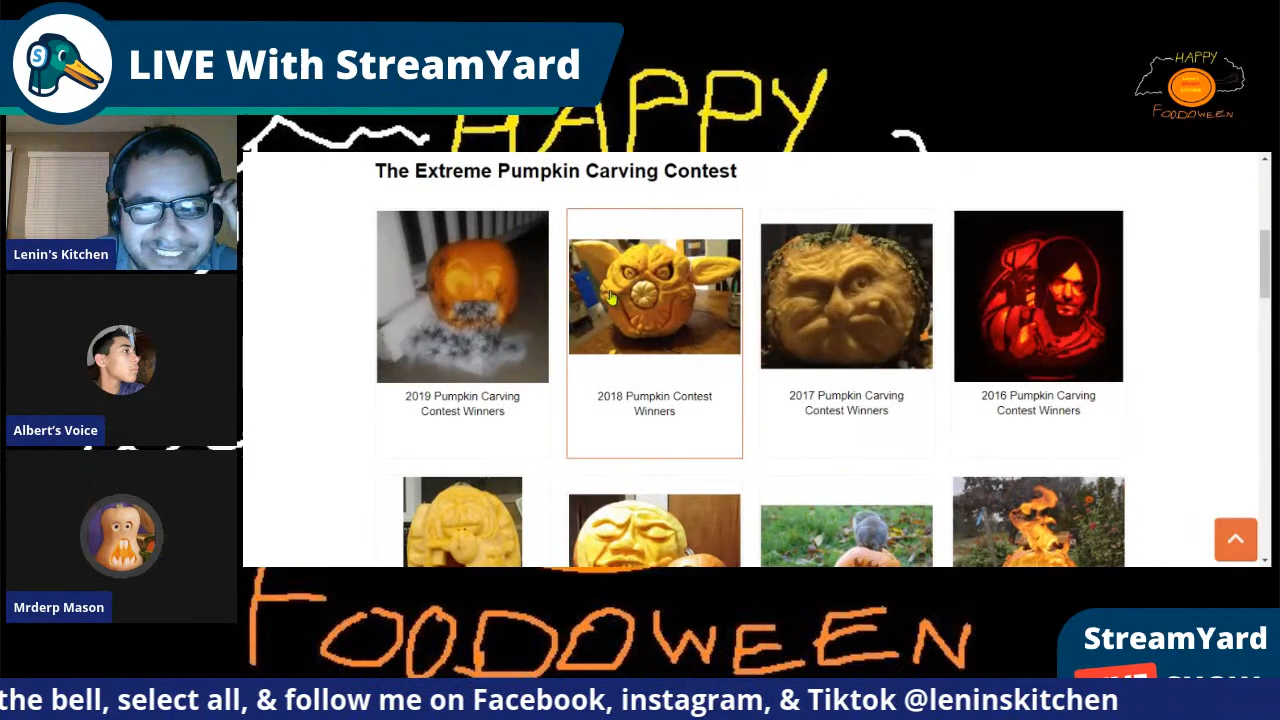 LIVE With StreamYard
HAPPY
HAPPY
FOODOWEEN
Lenin's Kitchen
Albert's Voice
Mrderp Mason
The Extreme Pumpkin Carving Contest
2019 Pumpkin Carving
Contest Winners
2018 Pumpkin Contest
Winners
2017 Pumpkin Carving
Contest Winners
2016 Pumpkin Carving
Contest Winners
FOODOWEEN
StreamYard
the bell, select all, & follow me on Facebook, instagram, & Tiktok @leninskitchen